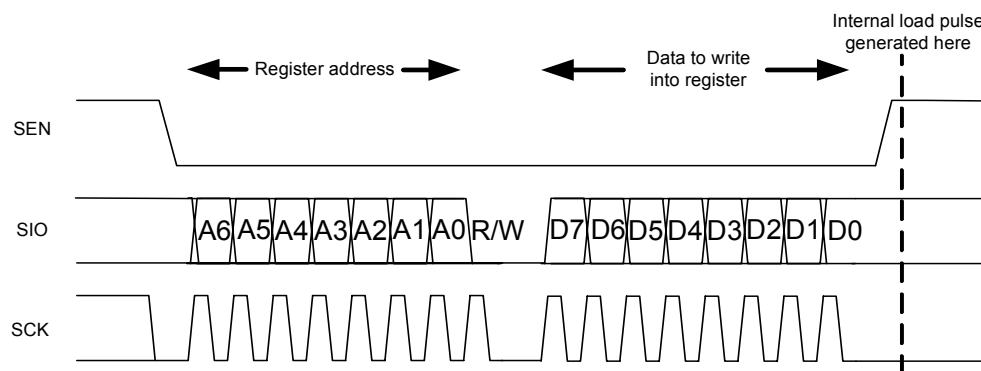 Internal load pulse
generated here
Register address
Data to write
into register
SEN
SIO
A6 A5 A4 A3 A2 A1 A0 R/W D7 D6 D5 D4 D3 D2 D1 D0
SCK